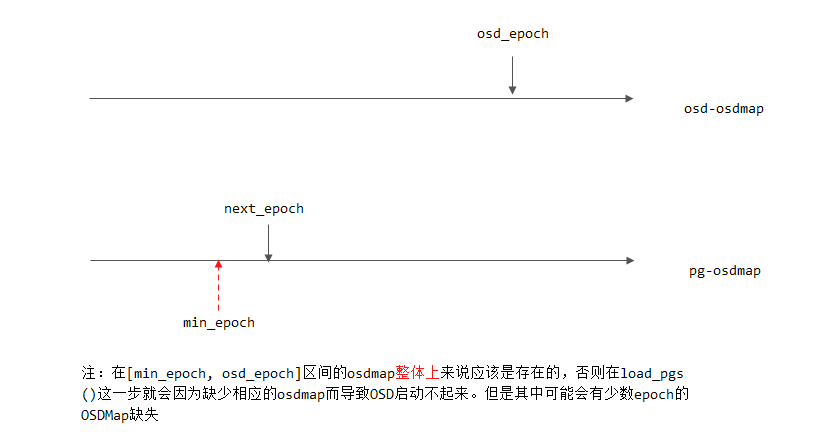 osd_epoch
osd-osdmap
next_epoch
pg-osdmap
min_epoch
注：在[min_epoch, osd_epoch]区间的osdmap整体上来说应该是存在的，否则在load_pgs
()这一步就会因为缺少相应的osdmap而导致OSD启动不起来。但是其中可能会有少数epoch的
OSDMap缺失